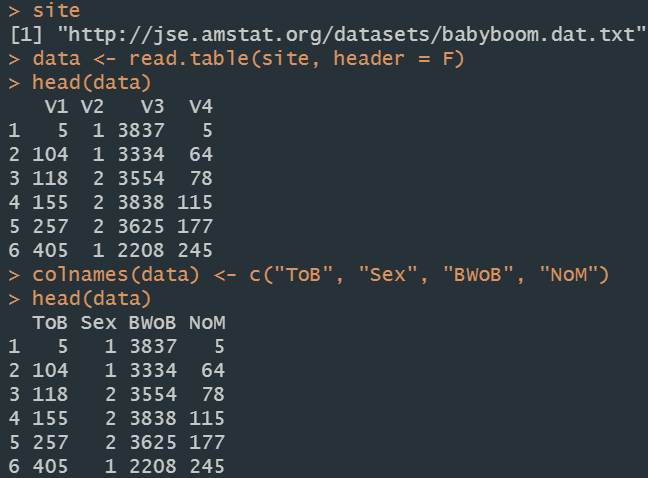 > site
[1] "http://jse.amstat.org/datasets/babyboom.dat.txt"
> data <- read.table(site, header = F)
> head(data)
   V1 V2   V3  V4
1   5  1 3837   5
2 104  1 3334  64
3 118  2 3554  78
4 155  2 3838 115
5 257  2 3625 177
6 405  1 2208 245
> colnames(data) <- c("ToB", "Sex", "BWoB", "NoM")
> head(data)
  ToB Sex BWoB NoM
1   5   1 3837   5
2 104   1 3334  64
3 118   2 3554  78
4 155   2 3838 115
5 257   2 3625 177
6 405   1 2208 245